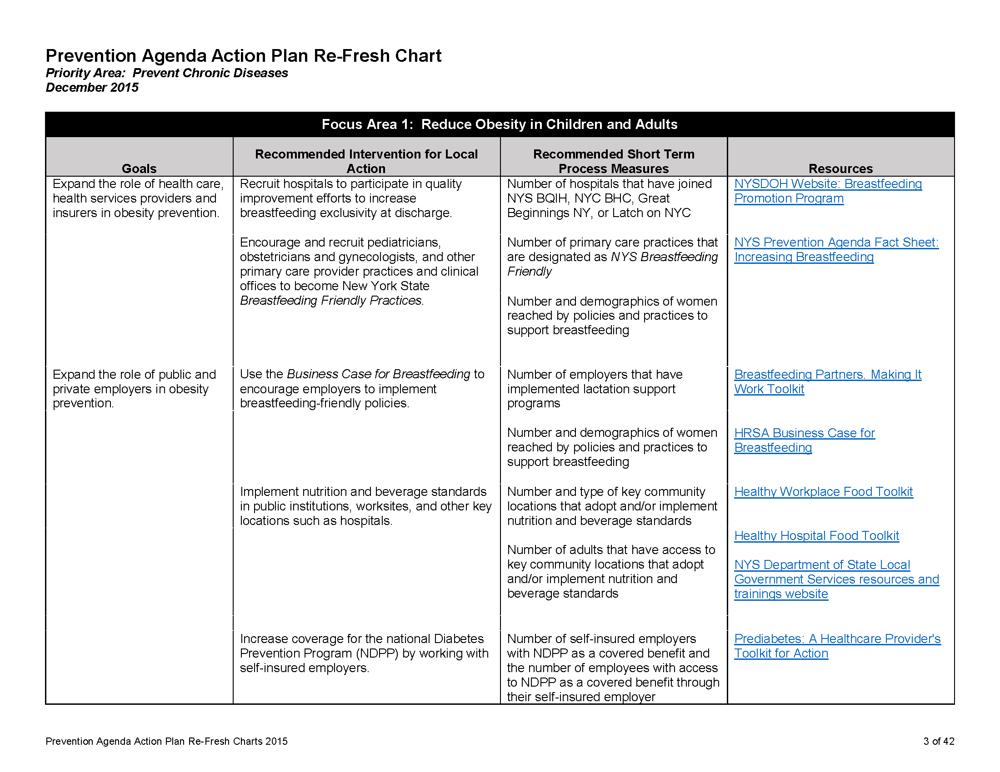 Prevention Agenda Action Plan Re-Fresh Chart
Priority Area:  Prevent Chronic Diseases
December 2015
Focus Area 1:  Reduce Obesity in Children and Adults
Goals
Recommended Intervention for Local
Action
Recommended Short Term
Process Measures
Resources
Expand the role of health care,
health services providers and
insurers in obesity prevention.
Recruit hospitals to participate in quality
improvement efforts to increase
breastfeeding exclusivity at discharge.
Number of hospitals that have joined
NYS BQIH, NYC BHC, Great
Beginnings NY, or Latch on NYC
NYSDOH Website: Breastfeeding
Promotion Program
Encourage and recruit pediatricians,
obstetricians and gynecologists, and other
primary care provider practices and clinical
offices to become New York State
Breastfeeding Friendly Practices.
Number of primary care practices that
are designated as NYS Breastfeeding
Friendly
Number and demographics of women
reached by policies and practices to
support breastfeeding
NYS Prevention Agenda Fact Sheet:
Increasing Breastfeeding
Expand the role of public and
private employers in obesity
prevention.
Use the Business Case for Breastfeeding to
encourage employers to implement
breastfeeding-friendly policies.
Number of employers that have
implemented lactation support
programs
Breastfeeding Partners. Making It
Work Toolkit
Number and demographics of women
reached by policies and practices to
support breastfeeding
HRSA Business Case for
Breastfeeding
Implement nutrition and beverage standards
in public institutions, worksites, and other key
locations such as hospitals.
Number and type of key community
locations that adopt and/or implement
nutrition and beverage standards
Healthy Workplace Food Toolkit
Number of adults that have access to
key community locations that adopt
and/or implement nutrition and
beverage standards
Healthy Hospital Food Toolkit
NYS Department of State Local
Government Services resources and
trainings website
Increase coverage for the national Diabetes
Prevention Program (NDPP) by working with
self-insured employers.
Number of self-insured employers
with NDPP as a covered benefit and
the number of employees with access
to NDPP as a covered benefit through
their self-insured employer
Prediabetes: A Healthcare Provider's
Toolkit for Action
Prevention Agenda Action Plan Re-Fresh Charts 2015
3 of 42